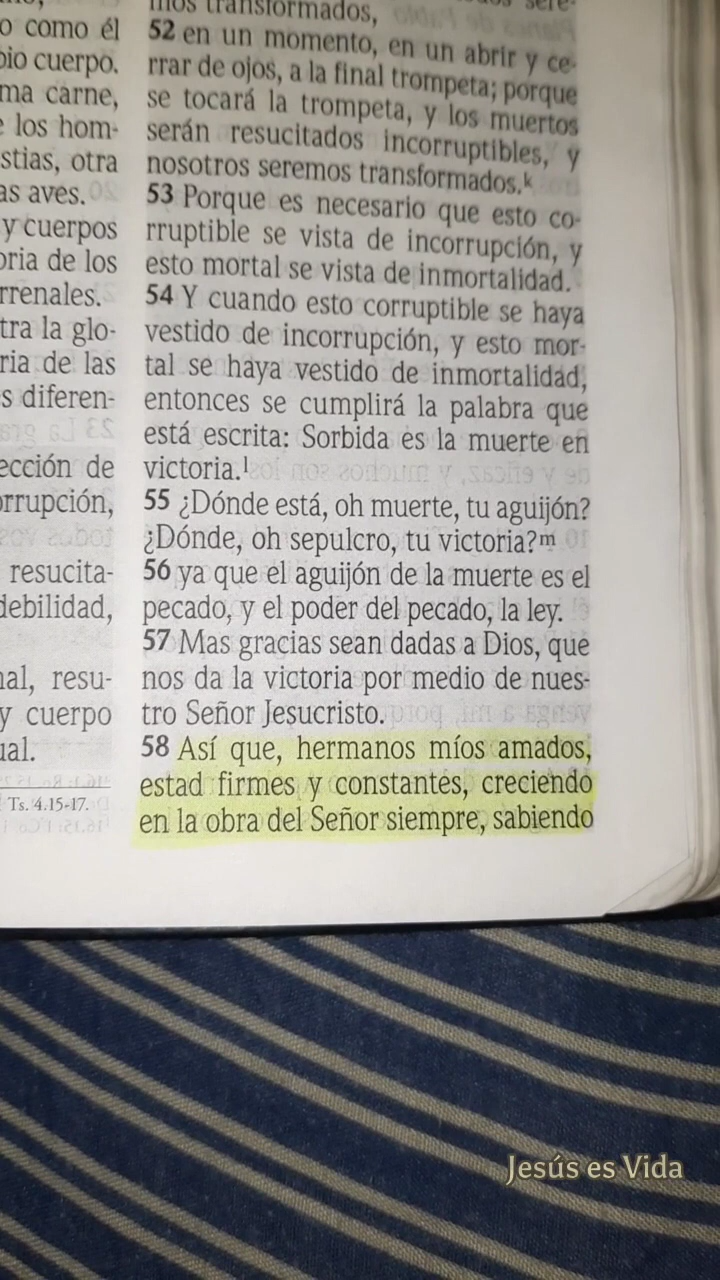 o como él
bio cuerpo.
ma carne,
e los hom-
stias, otra
as aves.
y cuerpos
oria de los
rrenales.
tra la glo-
ria de las
s diferen-
ección de
orrupción,
resucita-
debilidad,
nal, resu-
y cuerpo
ual.
Ts. 4.15-17.
mos transformados,
52 en un momento, en un abrir y ce-
rrar de ojos, a la final trompeta; porque
se tocará la trompeta, y los muertos
serán resucitados incorruptibles, y
nosotros seremos transformados.k
53 Porque es necesario que esto co-
rruptible se vista de incorrupción, y
esto mortal se vista de inmortalidad.
54 Y cuando esto corruptible se haya
vestido de incorrupción, y esto mor-
tal se haya vestido de inmortalidad,
entonces se cumplirá la palabra que
está escrita: Sorbida es la muerte en
victoria.l
55 ¿Dónde está, oh muerte, tu aguijón?
¿Dónde, oh sepulcro, tu victoria?m
56 ya que el aguijón de la muerte es el
pecado, y el poder del pecado, la ley.
57 Mas gracias sean dadas a Dios, que
nos da la victoria por medio de nues-
tro Señor Jesucristo.
58 Así que, hermanos míos amados,
estad firmes y constantes, creciendo
en la obra del Señor siempre, sabiendo
Jesús es Vida